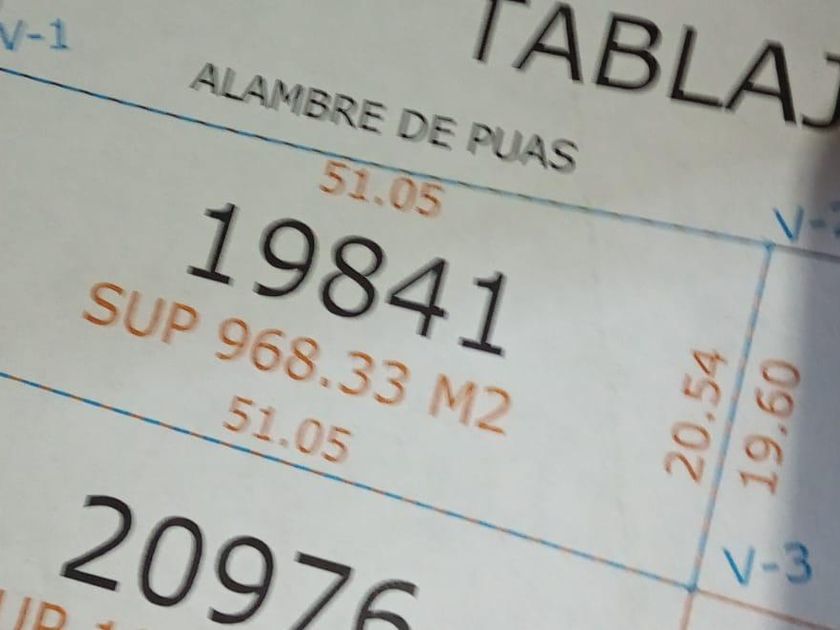 V-1
TABLAJ
ALAMBRE DE PUAS
51.05
V-2
19841
SUP 968.33 M2
20.54
19.60
51.05
20976
V-3